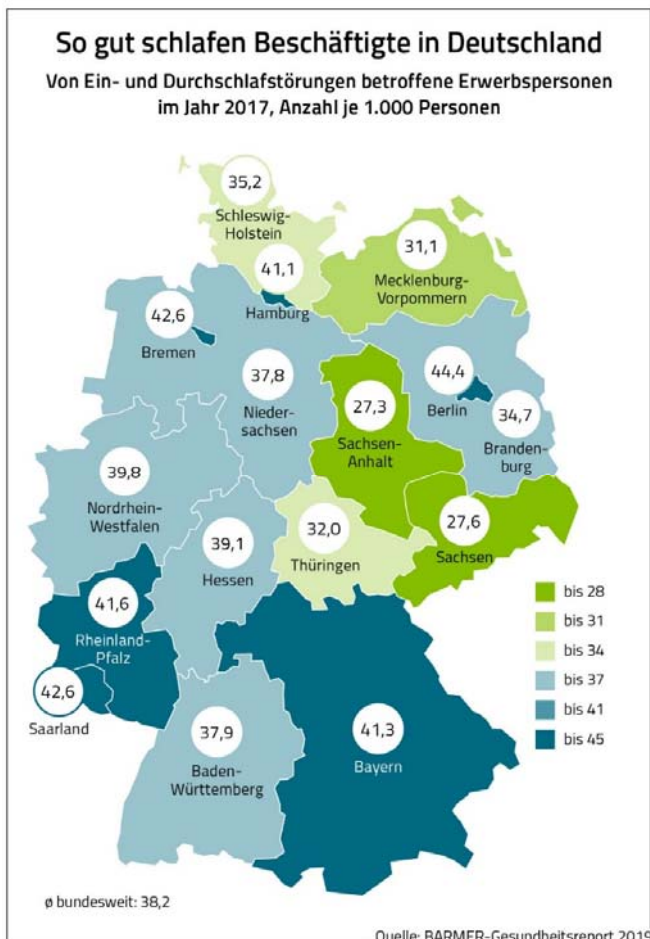 So gut schlafen Beschäftigte in Deutschland
Von Ein- und Durchschlafstörungen betroffene Erwerbspersonen
im Jahr 2017, Anzahl je 1.000 Personen
35,2
Schleswig-
Holstein
31,1
Mecklenburg-
Vorpommern
41,1
Hamburg
42,6
Bremen
37,8
Nieder-
sachsen
44,4
Berlin
34,7
Branden-
burg
27,3
Sachsen-
Anhalt
39,8
Nordrhein-
Westfalen
39,1
Hessen
32,0
Thüringen
27,6
Sachsen
41,6
Rheinland-
Pfalz
42,6
Saarland
37,9
Baden-
Württemberg
41,3
Bayern
bis 28
bis 31
bis 34
bis 37
bis 41
bis 45
ø bundesweit: 38,2
Quelle: BARMER-Gesundheitsreport 2019